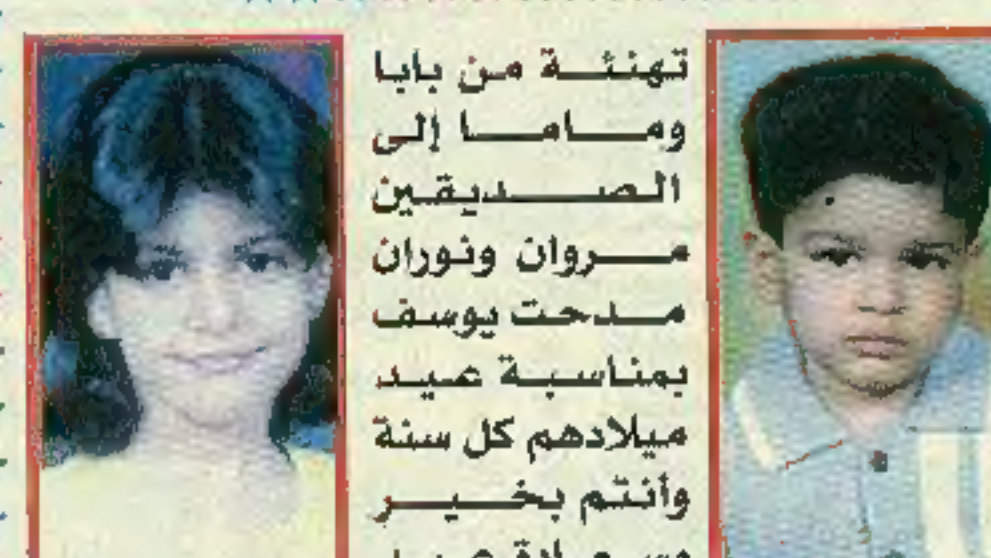 تهنئة من بابا
وماما إلى
الصديقين
مروان ونوران
مدحت يوسف
بمناسبة عيد
ميلادهم كل سنة
وأنتم بخير